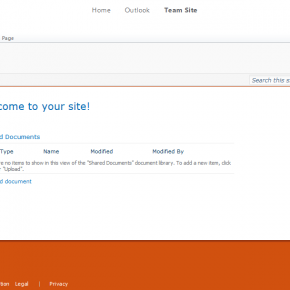 Home Outlook Team Site
Page
Search this s
come to your site!
d Documents
Type Name Modified Modified By
re no items to show in this view of the "Shared Documents" document library. To add a new item, click
"Upload".
d document
tion Legal | Privacy